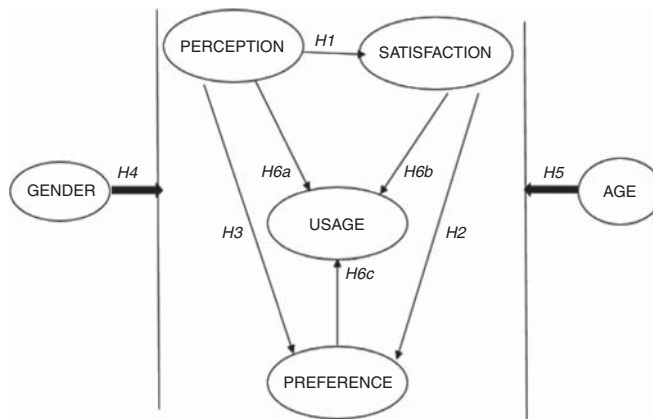 PERCEPTION
H1
SATISFACTION
H4
GENDER
H6a
H6b
H5
AGE
H3
USAGE
H2
H6c
PREFERENCE